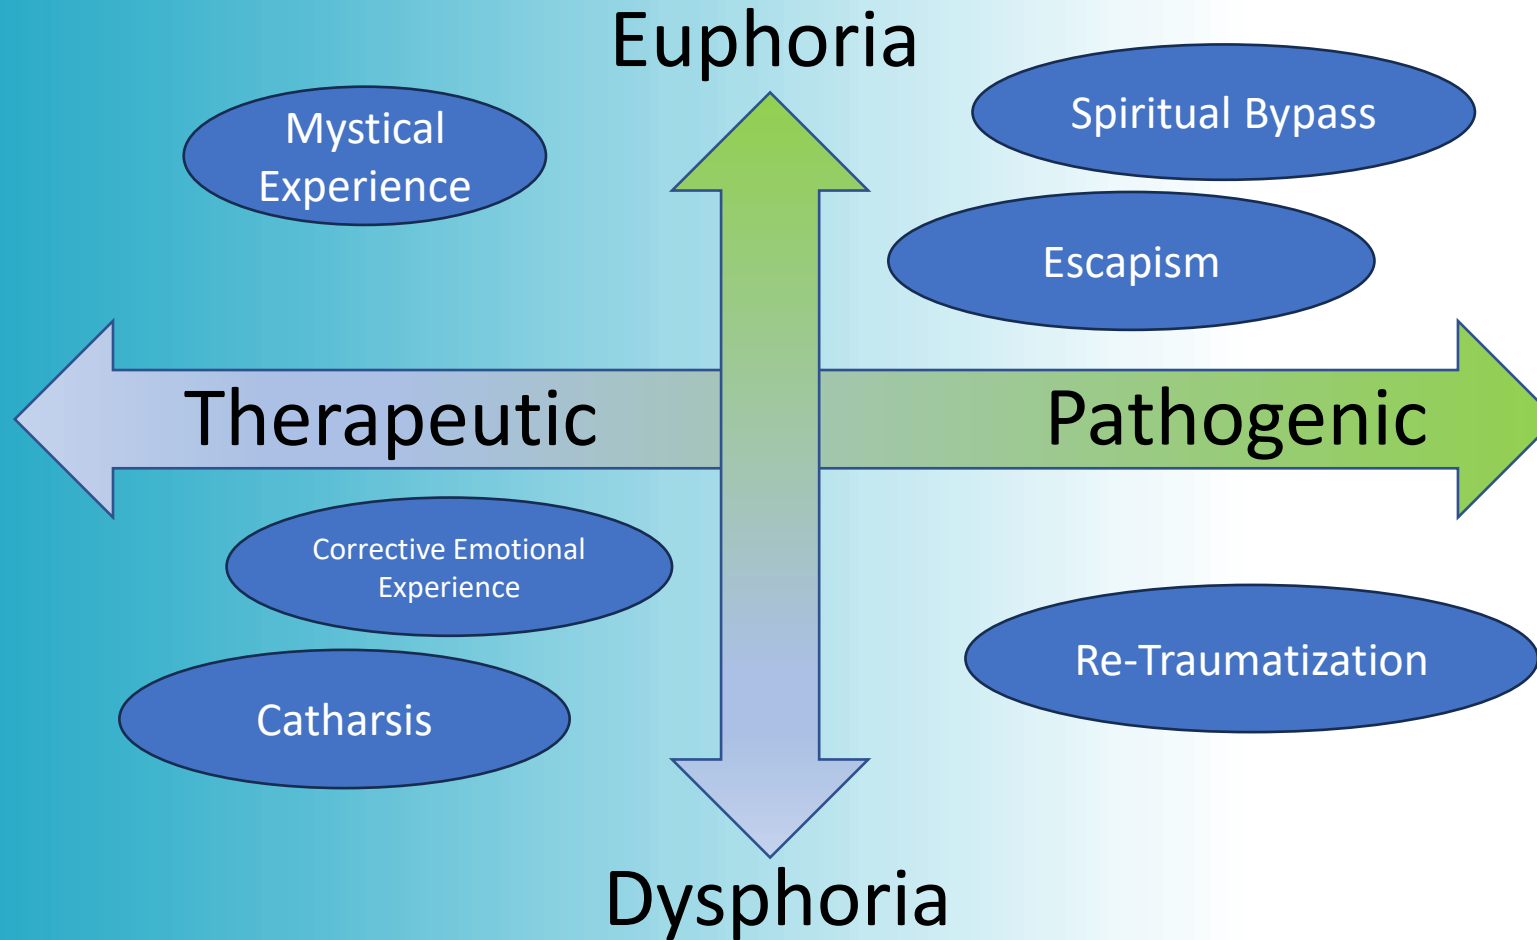 Euphoria
Mystical
Experience
Spiritual Bypass
Escapism
Therapeutic
Pathogenic
Corrective Emotional
Experience
Catharsis
Re-Traumatization
Dysphoria